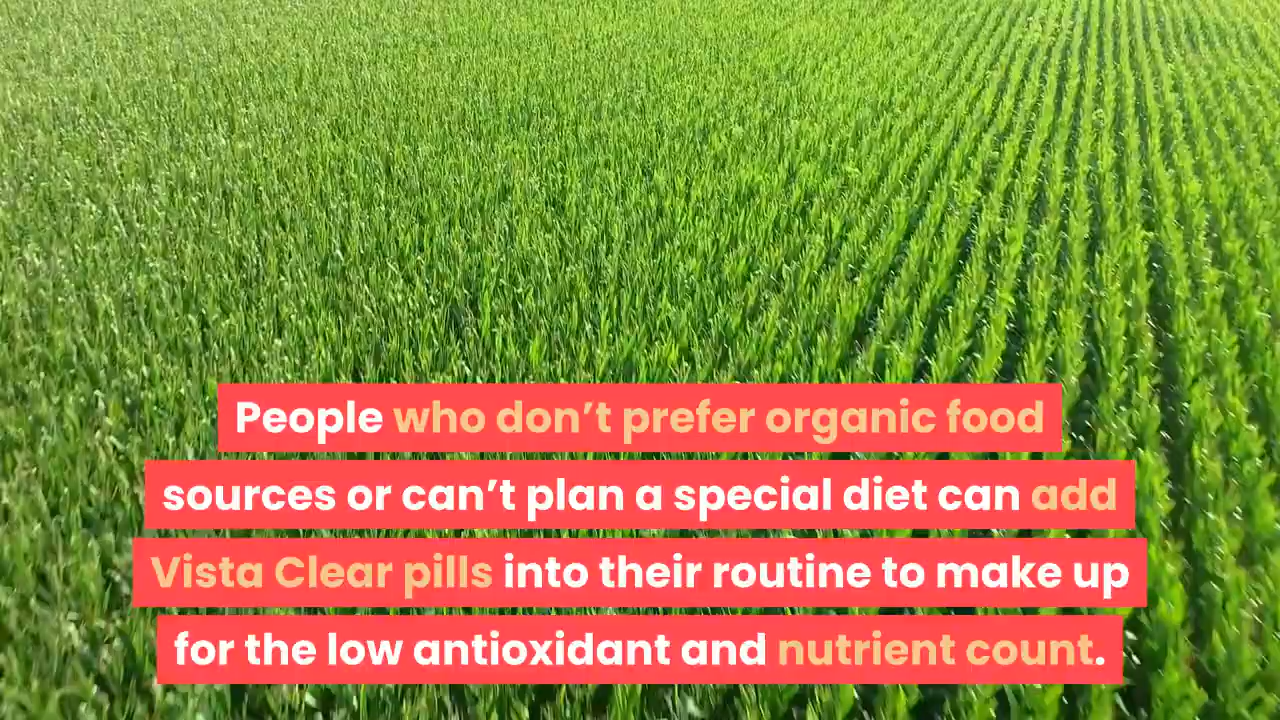 People who don’t prefer organic food
sources or can’t plan a special diet can add
Vista Clear pills into their routine to make up
for the low antioxidant and nutrient count.